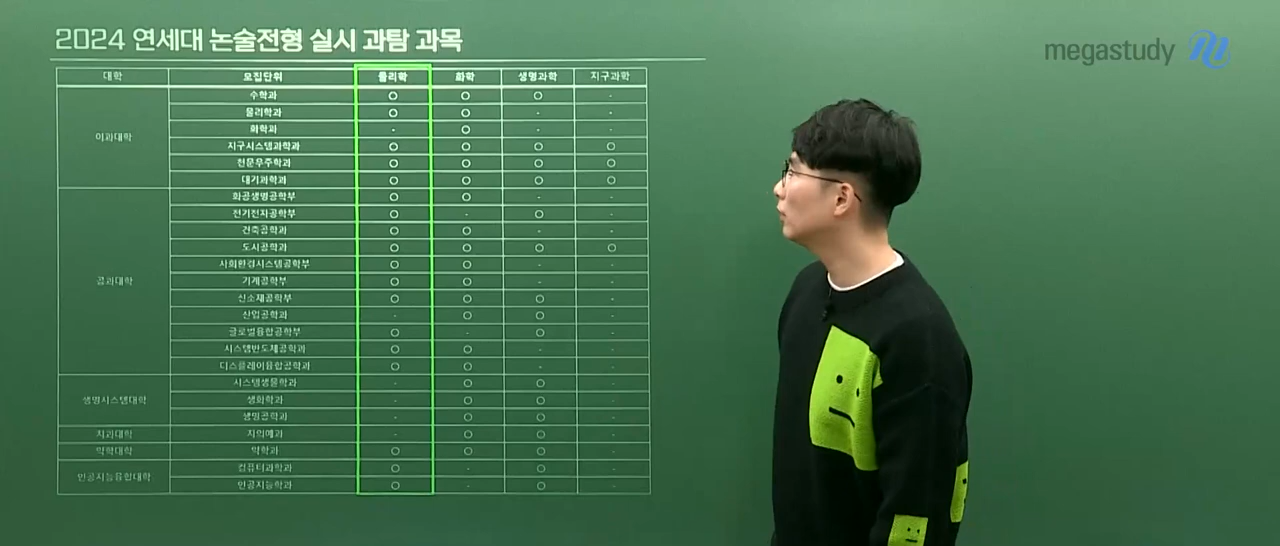 2024 연세대 논술전형 실시 과탐 과목
megastudy
대학 모집단위 물리학 화학 생명과학 지구과학
이과대학
수학과 ○ ○ ○ -
물리학과 ○ ○ - -
화학과 - ○ - -
지구시스템과학과 ○ ○ ○ ○
천문우주학과 ○ ○ ○ ○
대기과학과 ○ ○ ○ ○
공과대학
화공생명공학부 ○ ○ - -
전기전자공학부 ○ - ○ -
건축공학과 ○ ○ - -
도시공학과 ○ ○ ○ ○
사회환경시스템공학부 ○ ○ - -
기계공학부 ○ ○ - -
신소재공학부 ○ ○ ○ -
산업공학과 - ○ ○ -
글로벌융합공학부 ○ - ○ -
시스템반도체공학과 ○ ○ - -
디스플레이융합공학과 ○ ○ - -
생명시스템대학
시스템생물학과 - ○ ○ -
생화학과 - ○ ○ -
생명공학과 - ○ ○ -
치과대학 치의예과 - ○ ○ -
약학대학 약학과 ○ ○ ○ -
인공지능융합대학
컴퓨터과학과 ○ - ○ -
인공지능학과 ○ - ○ -